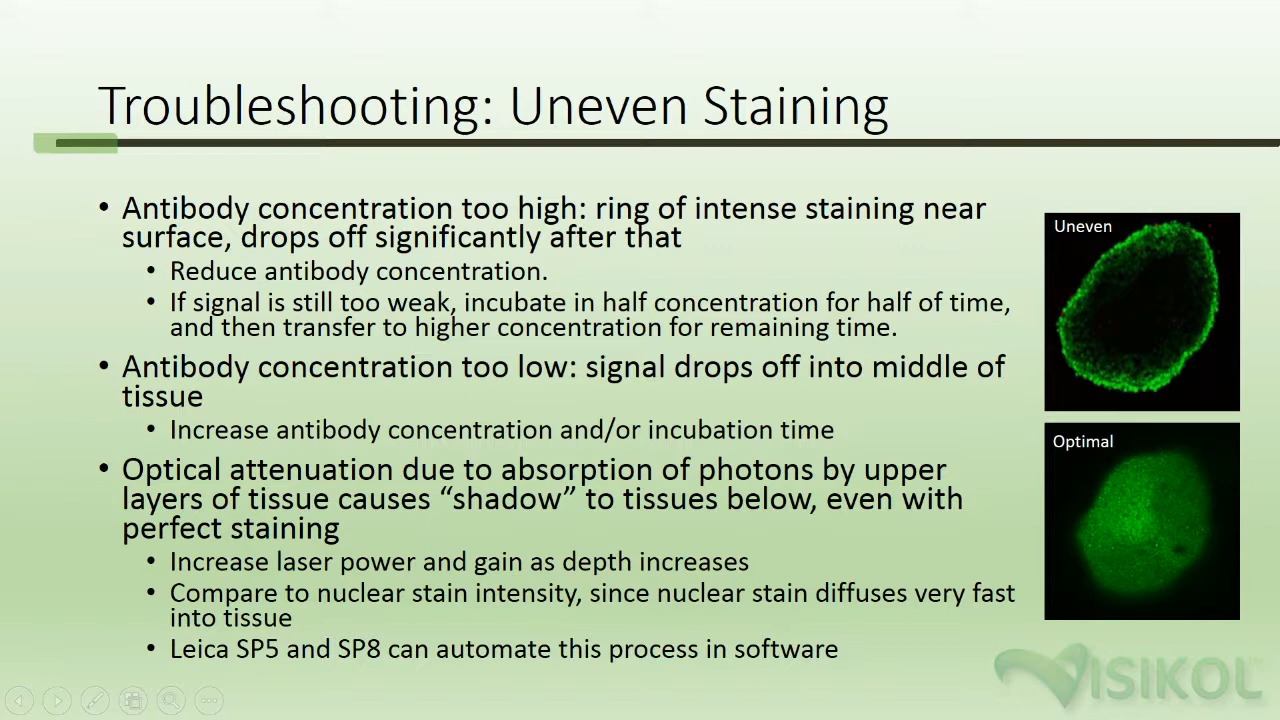 Troubleshooting: Uneven Staining
• Antibody concentration too high: ring of intense staining near
surface, drops off significantly after that
• Reduce antibody concentration.
• If signal is still too weak, incubate in half concentration for half of time,
and then transfer to higher concentration for remaining time.
• Antibody concentration too low: signal drops off into middle of
tissue
• Increase antibody concentration and/or incubation time
• Optical attenuation due to absorption of photons by upper
layers of tissue causes “shadow” to tissues below, even with
perfect staining
• Increase laser power and gain as depth increases
• Compare to nuclear stain intensity, since nuclear stain diffuses very fast
into tissue
• Leica SP5 and SP8 can automate this process in software
Uneven
Optimal
VISIKOL™